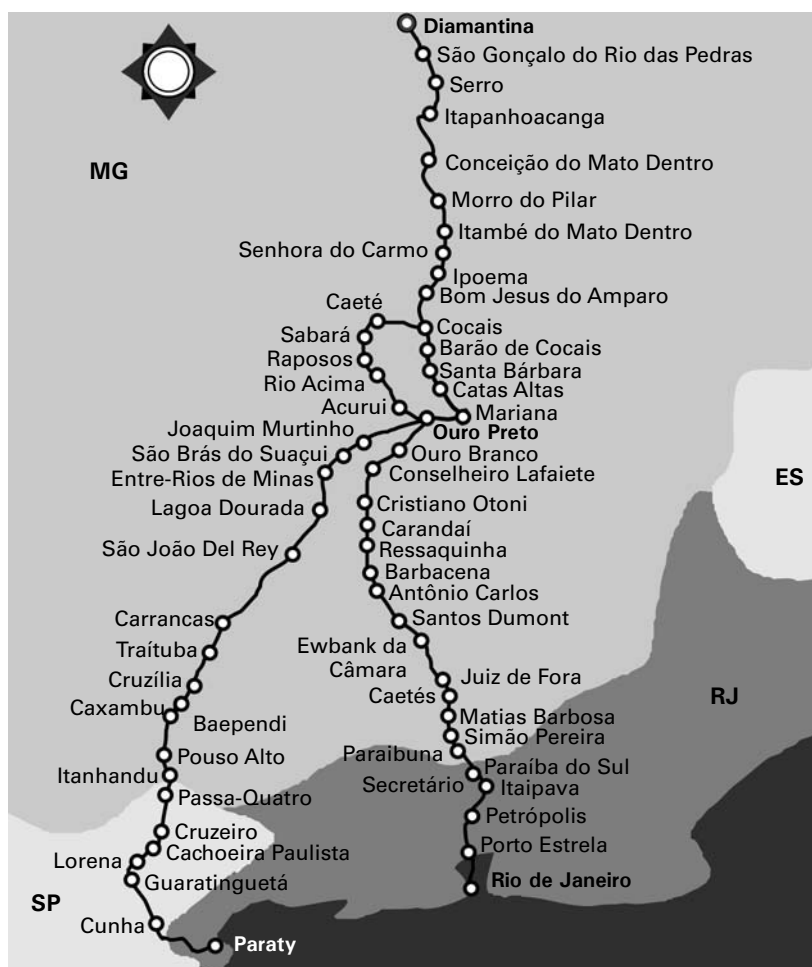 Diamantina
São Gonçalo do Rio das Pedras
Serro
Itapanhoacanga
MG
Conceição do Mato Dentro
Morro do Pilar
Itambé do Mato Dentro
Senhora do Carmo
Ipoema
Bom Jesus do Amparo
Caeté
Cocais
Sabará
Barão de Cocais
Raposos
Santa Bárbara
Rio Acima
Catas Altas
Acurui
Mariana
Joaquim Murtinho
Ouro Preto
São Brás do Suaçui
Ouro Branco
Entre-Rios de Minas
Conselheiro Lafaiete
ES
Lagoa Dourada
Cristiano Otoni
Carandaí
São João Del Rey
Ressaquinha
Barbacena
Antônio Carlos
Carrancas
Santos Dumont
Traítuba
Ewbank da
Câmara
Cruzília
Juiz de Fora
Caxambu
Caetés
RJ
Baependi
Matias Barbosa
Simão Pereira
Pouso Alto
Paraibuna
Itanhandu
Paraíba do Sul
Secretário
Itaipava
Passa-Quatro
Petrópolis
Cruzeiro
Cachoeira Paulista
Porto Estrela
Lorena
Guaratinguetá
Rio de Janeiro
SP
Cunha
Paraty